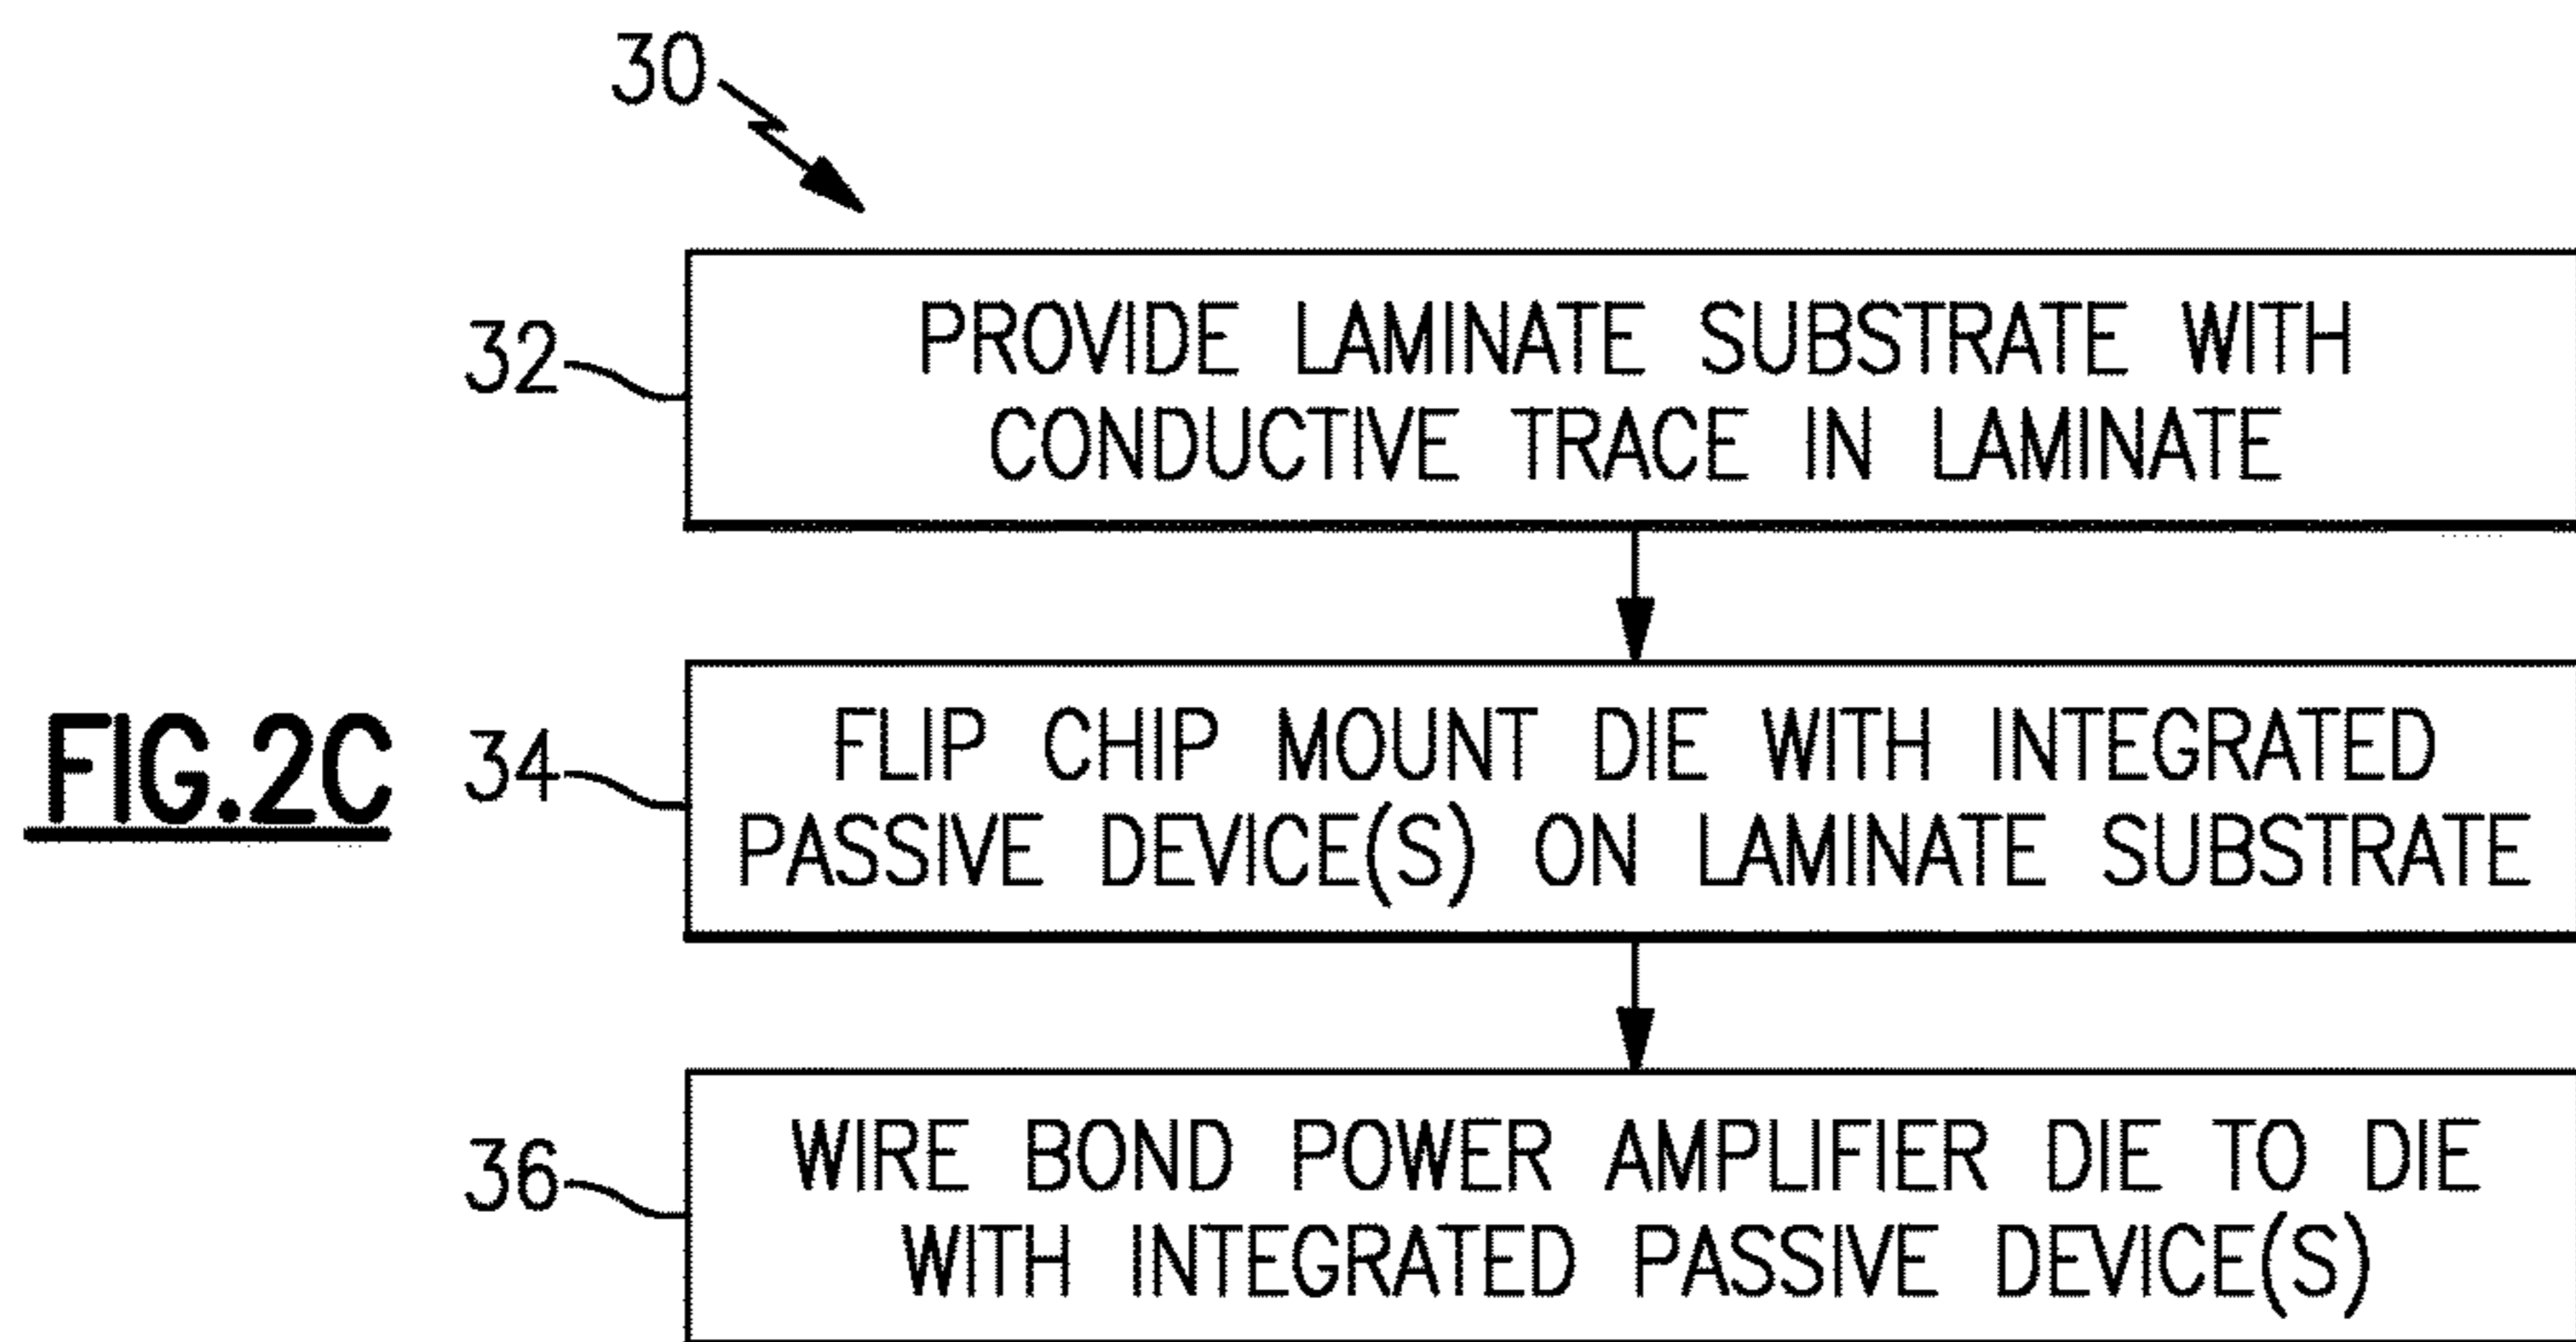 30
32
PROVIDE LAMINATE SUBSTRATE WITH
CONDUCTIVE TRACE IN LAMINATE
FIG.2C
34
FLIP CHIP MOUNT DIE WITH INTEGRATED
PASSIVE DEVICE(S) ON LAMINATE SUBSTRATE
36
WIRE BOND POWER AMPLIFIER DIE TO DIE
WITH INTEGRATED PASSIVE DEVICE(S)